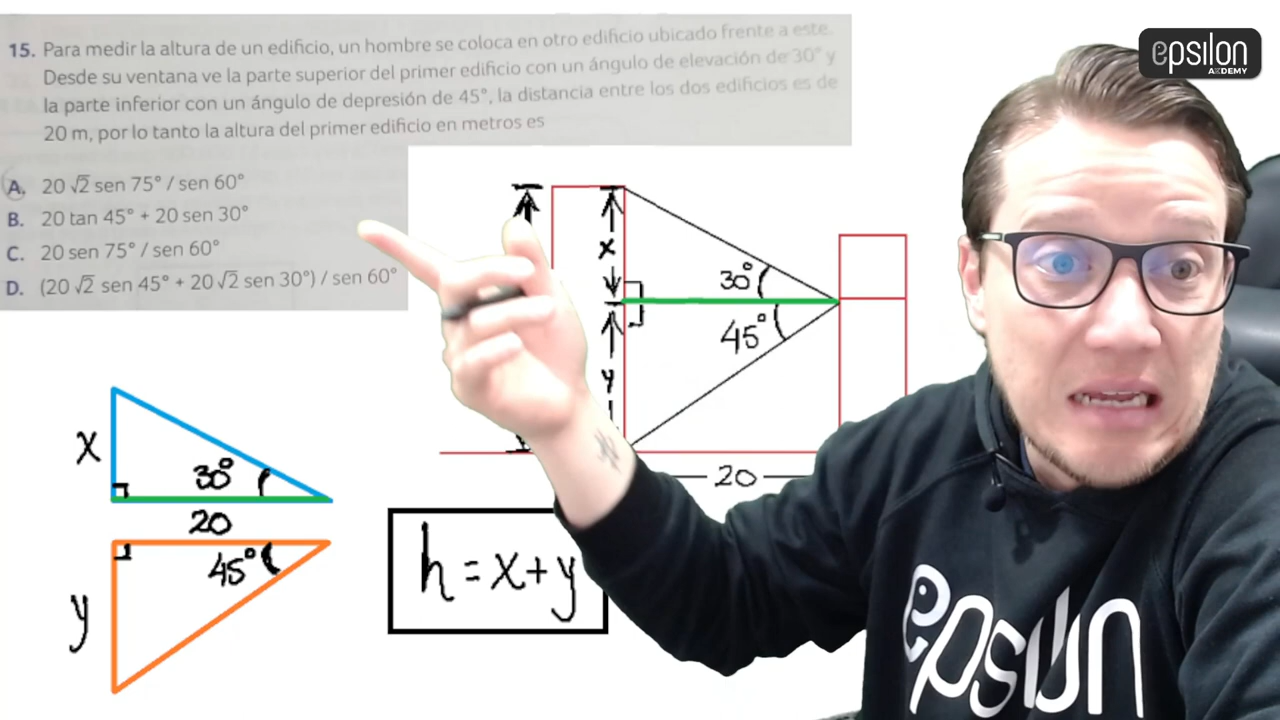 epsilon
AKDEMY
15. Para medir la altura de un edificio, un hombre se coloca en otro edificio ubicado frente a este.
Desde su ventana ve la parte superior del primer edificio con un ángulo de elevación de 30° y
la parte inferior con un ángulo de depresión de 45°, la distancia entre los dos edificios es de
20 m, por lo tanto la altura del primer edificio en metros es
A. 20 √2 sen 75° / sen 60°
B. 20 tan 45° + 20 sen 30°
C. 20 sen 75° / sen 60°
D. (20 √2 sen 45° + 20 √2 sen 30°) / sen 60°
x
30°
45°
y
20
x
30°
20
45°
y
h = x + y
epsilon